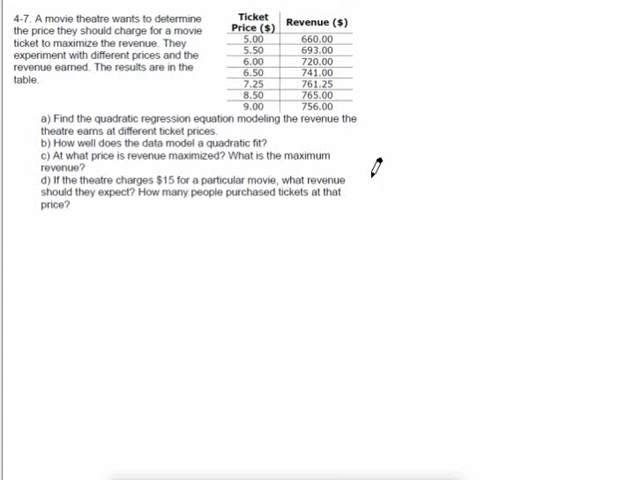 4-7. A movie theatre wants to determine
the price they should charge for a movie
ticket to maximize the revenue. They
experiment with different prices and the
revenue earned. The results are in the
table.
Ticket Price ($) Revenue ($)
5.00 660.00
5.50 693.00
6.00 720.00
6.50 741.00
7.25 761.25
8.50 765.00
9.00 756.00
a) Find the quadratic regression equation modeling the revenue the
theatre earns at different ticket prices.
b) How well does the data model a quadratic fit?
c) At what price is revenue maximized? What is the maximum
revenue?
d) If the theatre charges $15 for a particular movie, what revenue
should they expect? How many people purchased tickets at that
price?